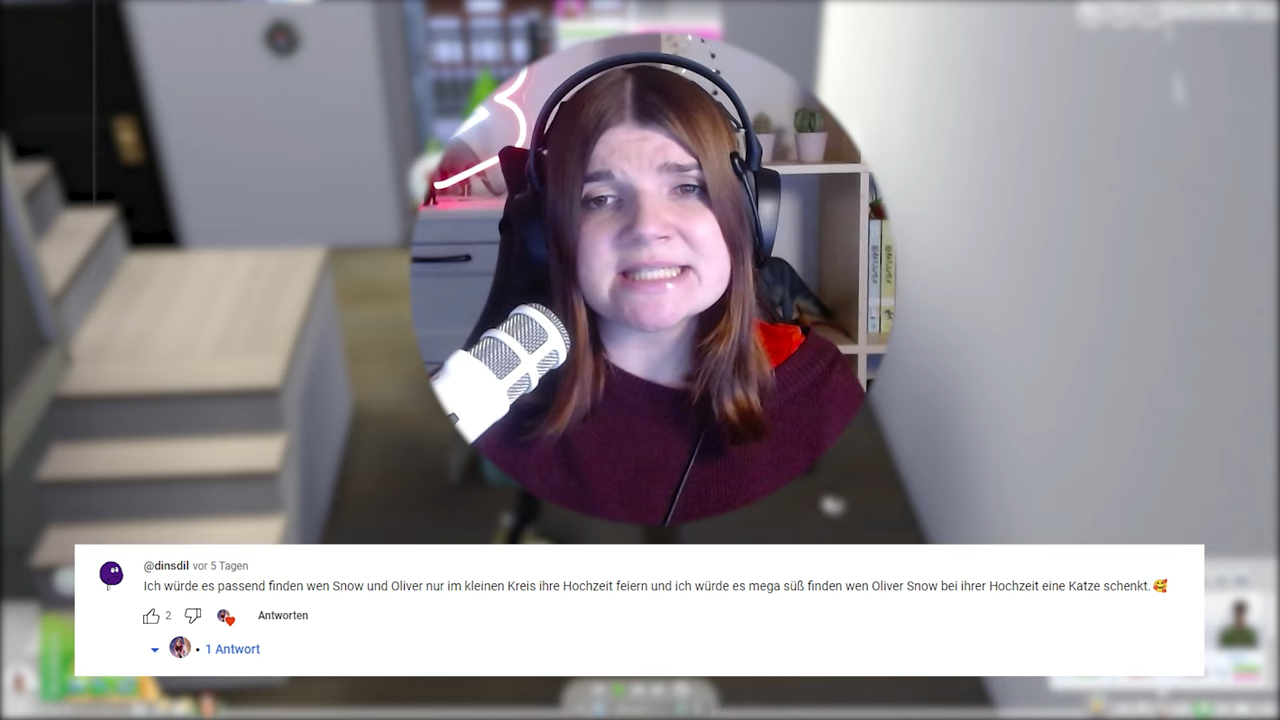 @dinsdil vor 5 Tagen
Ich würde es passend finden wen Snow und Oliver nur im kleinen Kreis ihre Hochzeit feiern und ich würde es mega süß finden wen Oliver Snow bei ihrer Hochzeit eine Katze schenkt. 🥰
2 Antworten
• 1 Antwort